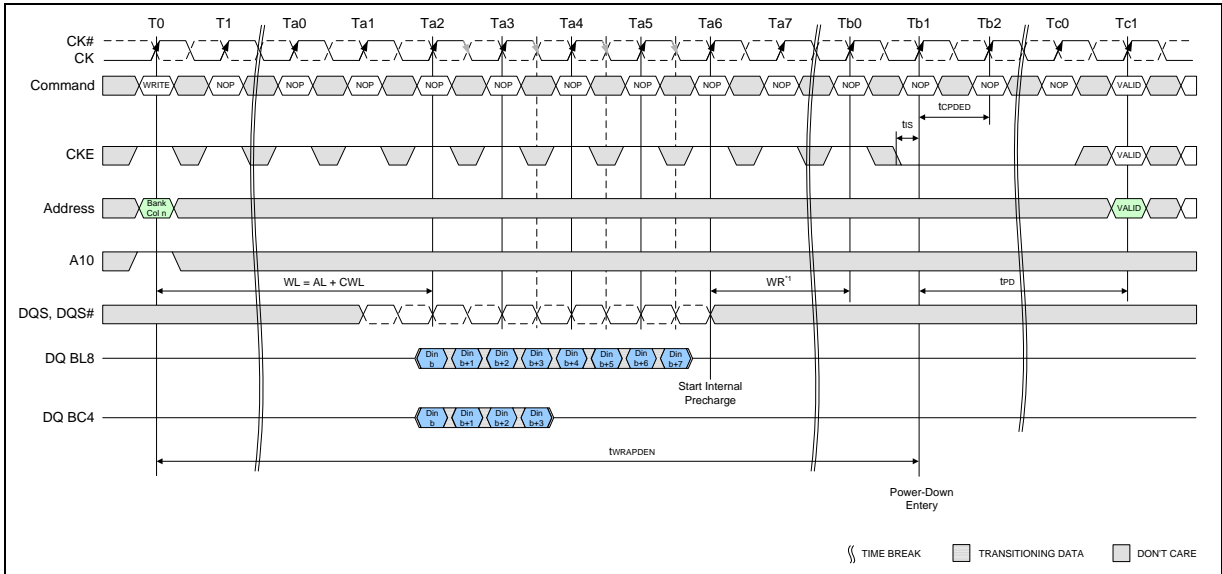 T0 T1 Ta0 Ta1 Ta2 Ta3 Ta4 Ta5 Ta6 Ta7 Tb0 Tb1 Tb2 Tc0 Tc1
CK#
CK
Command WRITE NOP NOP NOP NOP NOP NOP NOP NOP NOP NOP NOP NOP NOP VALID
tIS tCPDED
CKE VALID
Address Bank Col n VALID
A10
WL = AL + CWL WR*1 tPD
DQS, DQS#
DQ BL8 Din b Din b+1 Din b+2 Din b+3 Din b+4 Din b+5 Din b+6 Din b+7
Start Internal
Precharge
DQ BC4 Din b Din b+1 Din b+2 Din b+3
tWRAPDEN
Power-Down
Entery
TIME BREAK TRANSITIONING DATA DON'T CARE